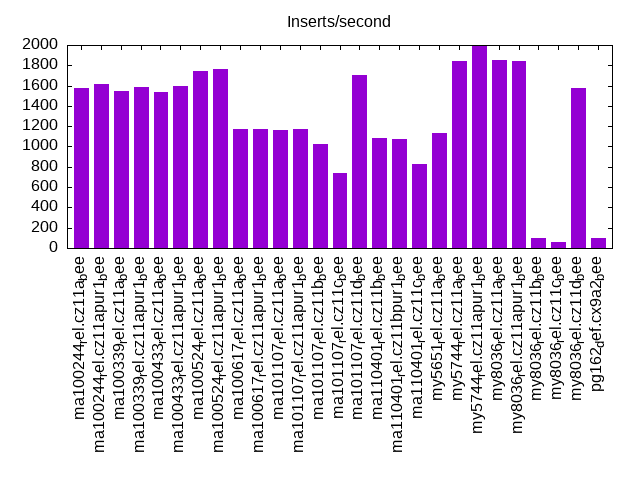 Inserts/second
2000
1800
1600
1400
1200
1000
800
600
400
200
0
ma100244_rel.cz11a_bee
ma100244_rel.cz11apur1_bee
ma100339_rel.cz11a_bee
ma100339_rel.cz11apur1_bee
ma100433_rel.cz11a_bee
ma100433_rel.cz11apur1_bee
ma100524_rel.cz11a_bee
ma100524_rel.cz11apur1_bee
ma100617_rel.cz11a_bee
ma100617_rel.cz11apur1_bee
ma101107_rel.cz11a_bee
ma101107_rel.cz11apur1_bee
ma101107_rel.cz11b_bee
ma101107_rel.cz11c_bee
ma101107_rel.cz11d_bee
ma110401_rel.cz11b_bee
ma110401_rel.cz11bpur1_bee
ma110401_rel.cz11c_bee
my5651_rel.cz11a_bee
my5744_rel.cz11a_bee
my5744_rel.cz11apur1_bee
my8036_rel.cz11a_bee
my8036_rel.cz11apur1_bee
my8036_rel.cz11b_bee
my8036_rel.cz11c_bee
my8036_rel.cz11d_bee
pg162_def.cx9a2_bee